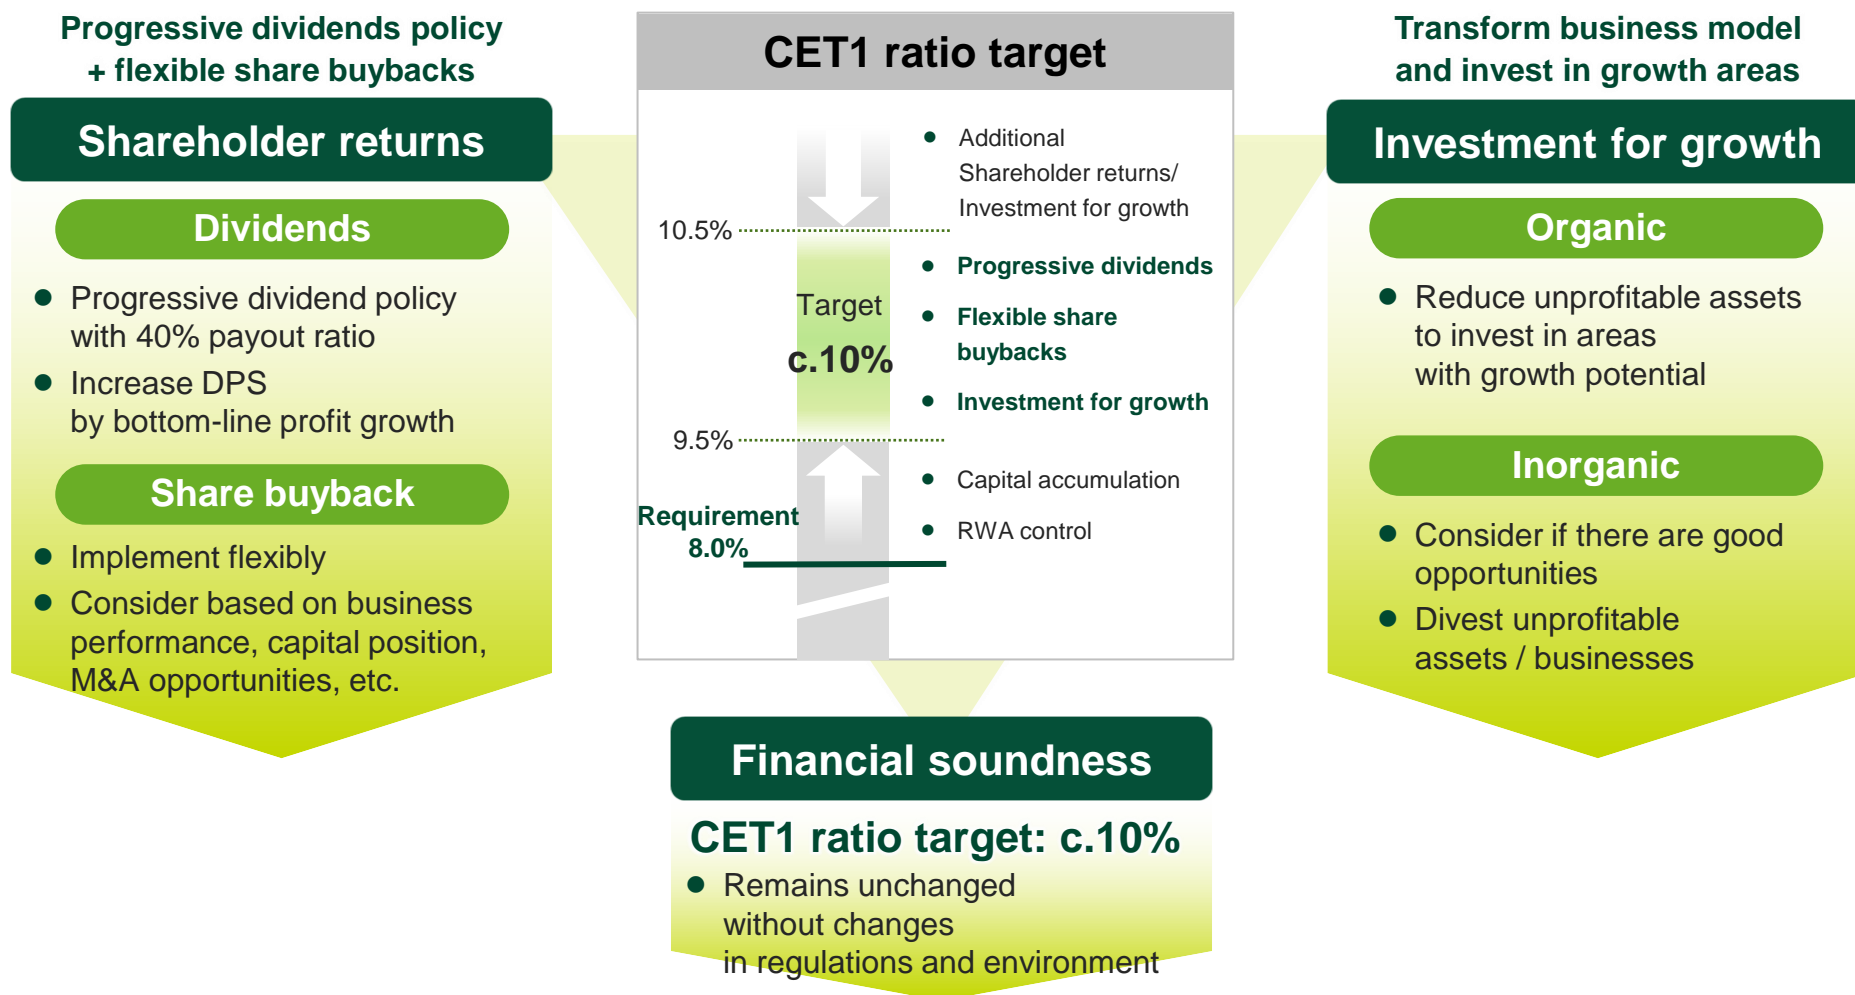 Progressive dividends policy
+ flexible share buybacks
Shareholder returns
Dividends
● Progressive dividend policy
with 40% payout ratio
● Increase DPS
by bottom-line profit growth
Share buyback
● Implement flexibly
● Consider based on business
performance, capital position,
M&A opportunities, etc.
CET1 ratio target
● Additional
Shareholder returns/
Investment for growth
10.5%
● Progressive dividends
Target
● Flexible share
buybacks
c.10%
● Investment for growth
9.5%
● Capital accumulation
Requirement
8.0%
● RWA control
Transform business model
and invest in growth areas
Investment for growth
Organic
● Reduce unprofitable assets
to invest in areas
with growth potential
Inorganic
● Consider if there are good
opportunities
● Divest unprofitable
assets / businesses
Financial soundness
CET1 ratio target: c.10%
● Remains unchanged
without changes
in regulations and environment